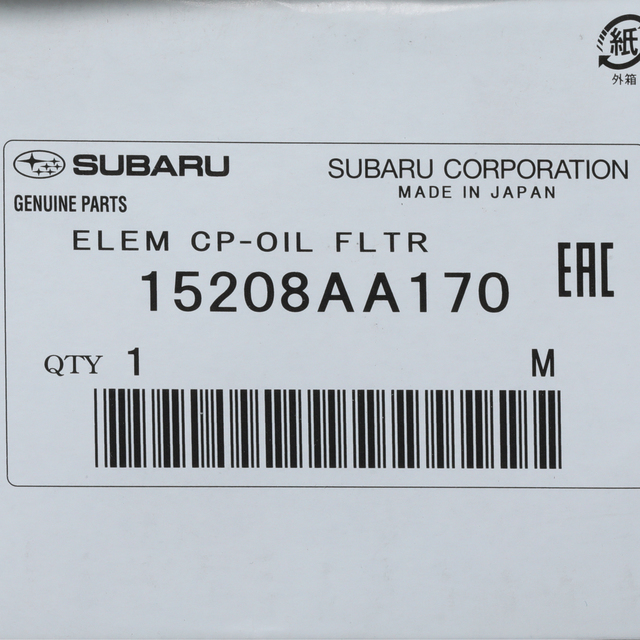 紙
外箱
SUBARU
SUBARU CORPORATION
MADE IN JAPAN
GENUINE PARTS
ELEM CP-OIL FLTR
15208AA170
EAC
QTY 1
M